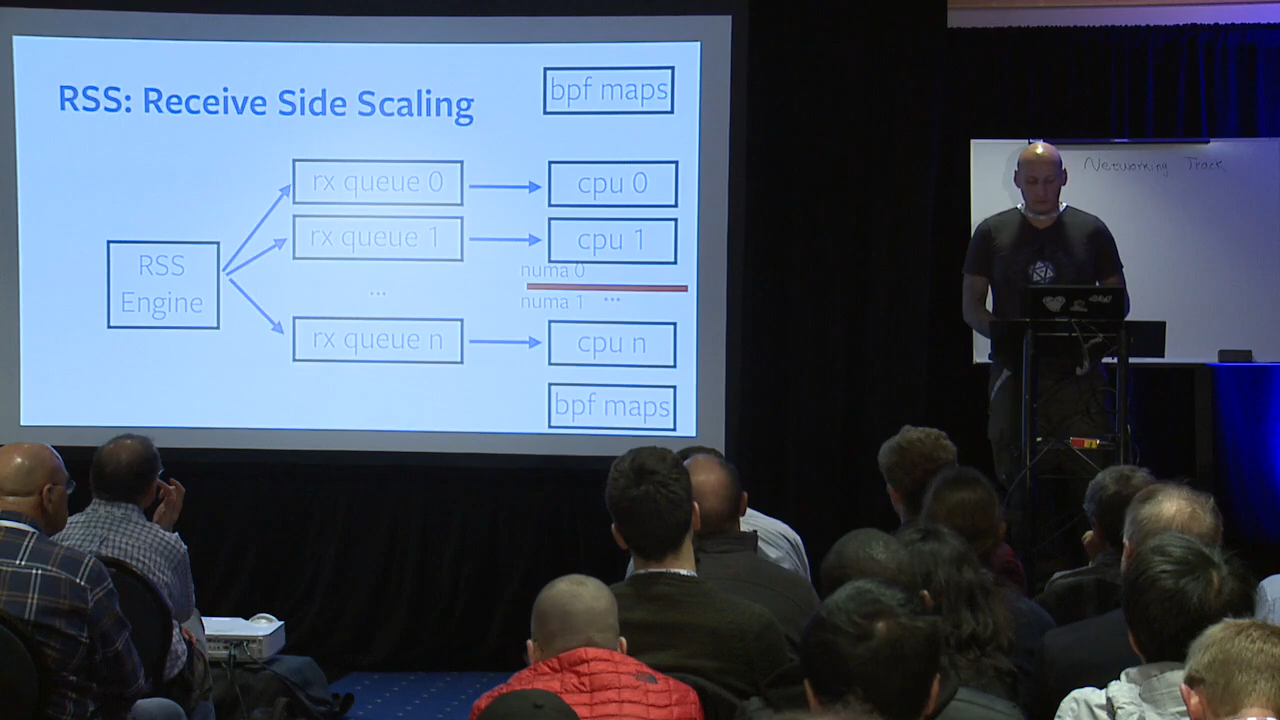 RSS: Receive Side Scaling
bpf maps
rx queue 0
cpu 0
rx queue 1
cpu 1
RSS
Engine
numa 0
numa 1
...
...
rx queue n
cpu n
bpf maps
Networking Track